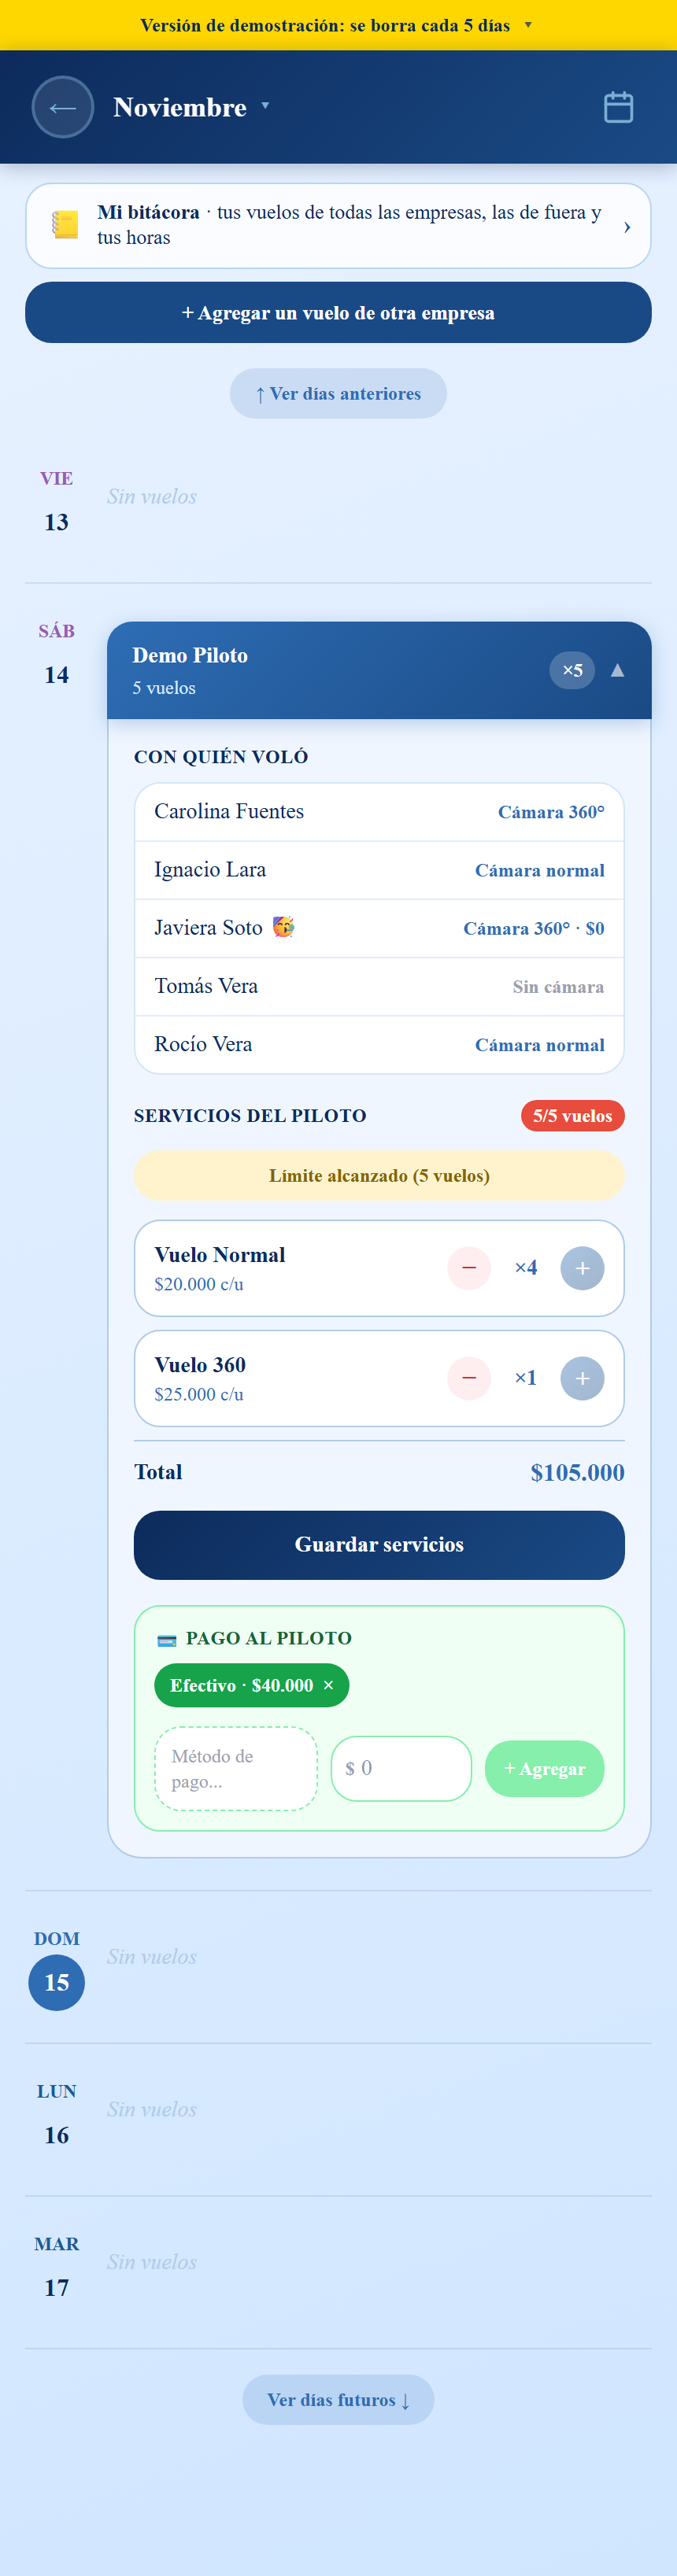 Versión de demostración: se borra cada 5 días ▼
← Noviembre ▼
Mi bitácora · tus vuelos de todas las empresas, las de fuera y
tus horas ›
+ Agregar un vuelo de otra empresa
↑ Ver días anteriores
VIE
13
Sin vuelos
SÁB
14
Demo Piloto
5 vuelos
×5 ▲
CON QUIÉN VOLÓ
Carolina Fuentes Cámara 360°
Ignacio Lara Cámara normal
Javiera Soto 🥳 Cámara 360° · $0
Tomás Vera Sin cámara
Rocío Vera Cámara normal
SERVICIOS DEL PILOTO 5/5 vuelos
Límite alcanzado (5 vuelos)
Vuelo Normal
$20.000 c/u
− ×4 +
Vuelo 360
$25.000 c/u
− ×1 +
Total $105.000
Guardar servicios
💳 PAGO AL PILOTO
Efectivo · $40.000 ×
Método de
pago...
$ 0
+ Agregar
DOM
15
Sin vuelos
LUN
16
Sin vuelos
MAR
17
Sin vuelos
Ver días futuros ↓